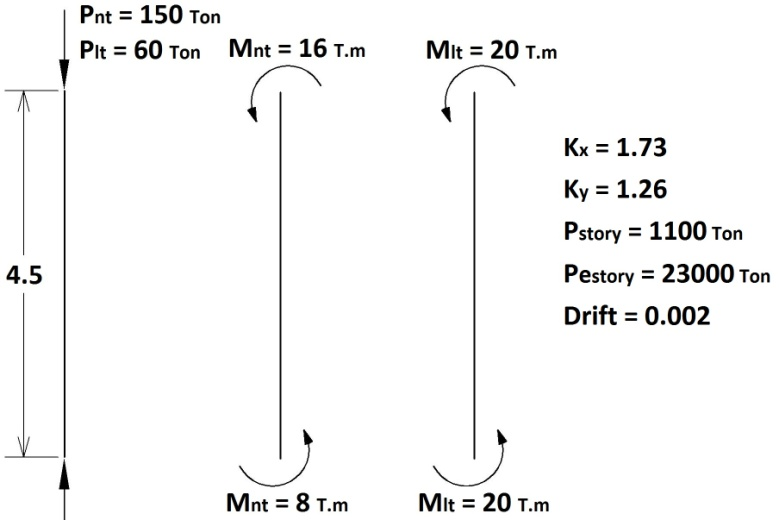 Pnt = 150 Ton
Plt = 60 Ton
Mnt = 16 T.m
Mlt = 20 T.m
Kx = 1.73
Ky = 1.26
Pstory = 1100 Ton
Pestory = 23000 Ton
Drift = 0.002
4.5
Mnt = 8 T.m
Mlt = 20 T.m